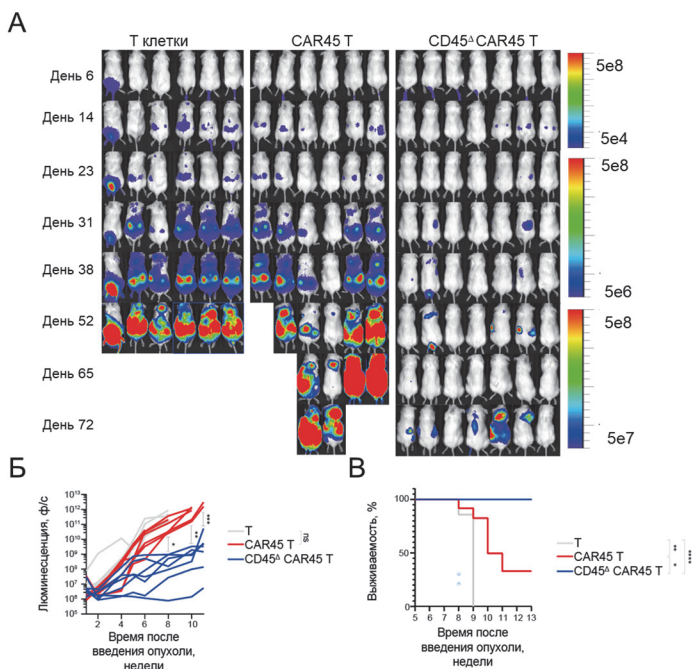 А
Т клетки CAR45 T CD45Δ CAR45 T
День 6
День 14
День 23
День 31
День 38
День 52
День 65
День 72
5e8
5e4
5e8
5e6
5e8
5e7
Б
Люминесценция, ф/с
10¹³
10¹²
10¹¹
10¹⁰
10⁹
10⁸
10⁷
10⁶
10⁵
2 4 6 8 10
Время после
введения опухоли,
недели
* ** ***
T
CAR45 T
CD45Δ CAR45 T
ns
В
Выживаемость, %
100
50
0
5 6 7 8 9 10 11 12 13
Время после
введения опухоли,
недели
T
CAR45 T
CD45Δ CAR45 T
** * ****